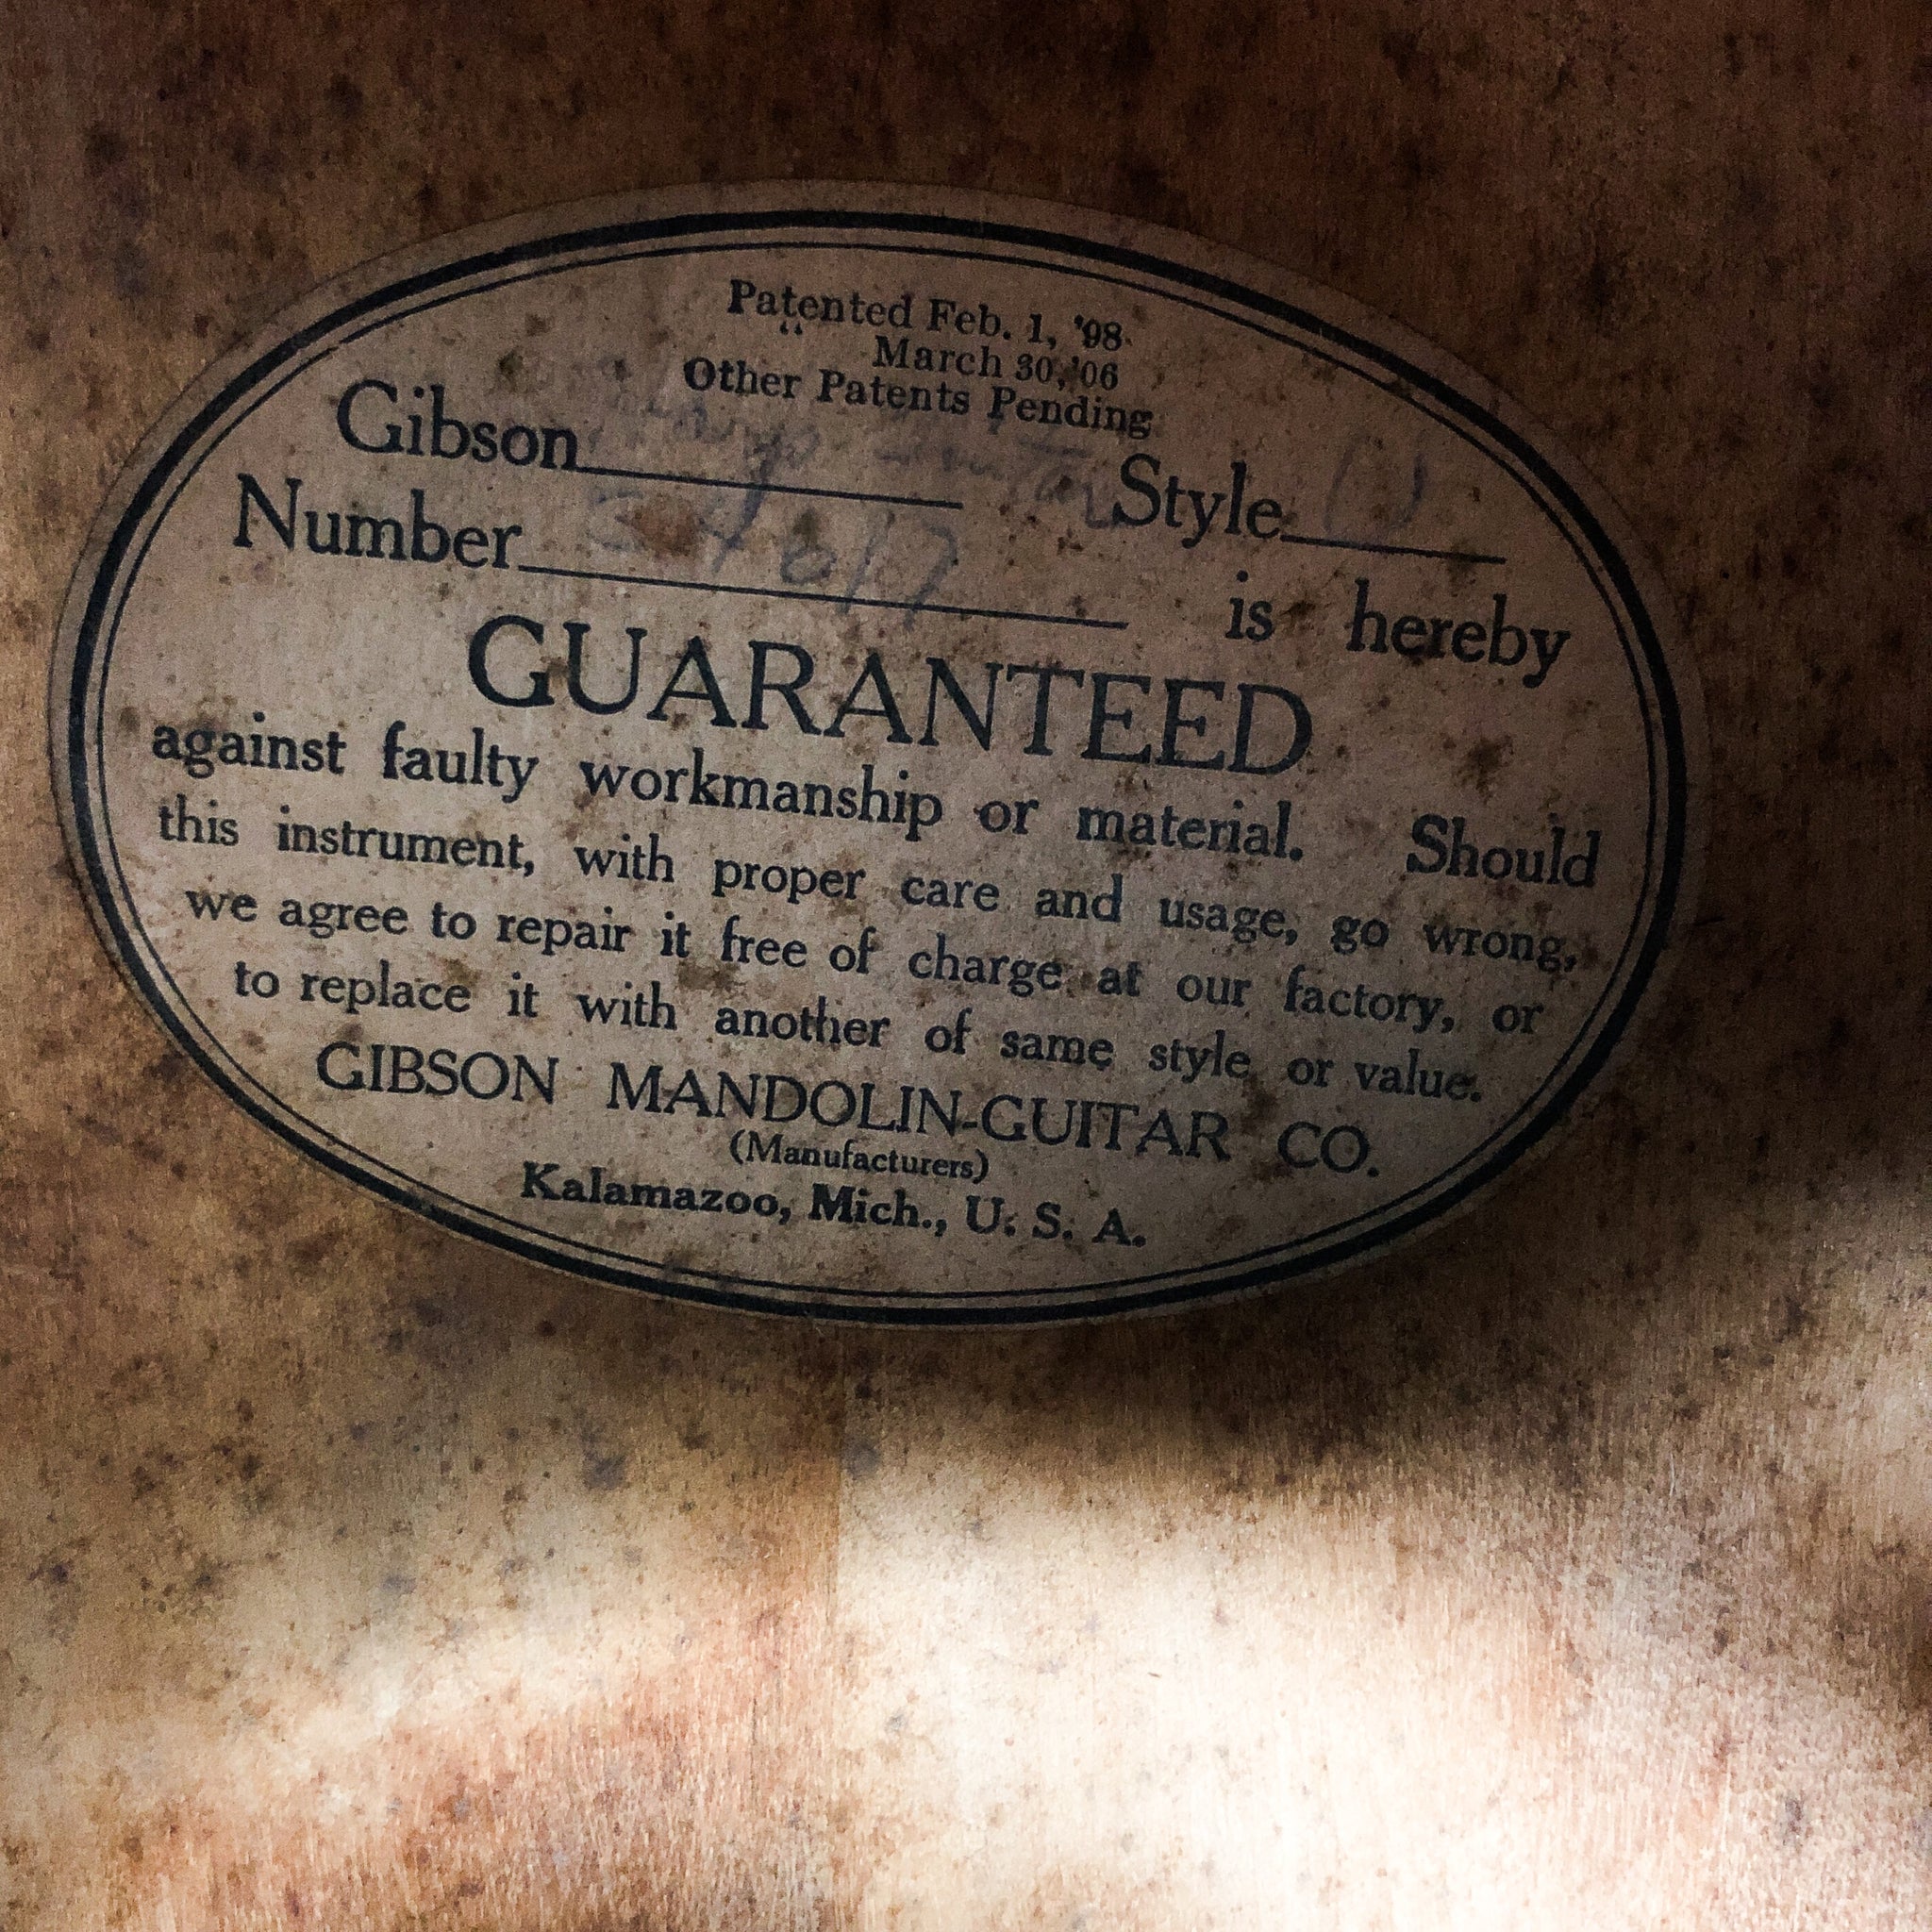 Patented Feb. 1, '98
" March 30, '06
Other Patents Pending
Gibson Harp Guitar Style U
Number is hereby
GUARANTEED
against faulty workmanship or material. Should
this instrument, with proper care and usage, go wrong,
we agree to repair it free of charge at our factory, or
to replace it with another of same style or value.
GIBSON MANDOLIN-GUITAR CO.
(Manufacturers)
Kalamazoo, Mich., U. S. A.